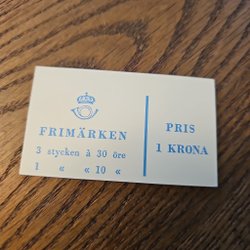 FRIMÄRKEN
3 stycken à 30 öre
1 « « 10 «
PRIS
1 KRONA